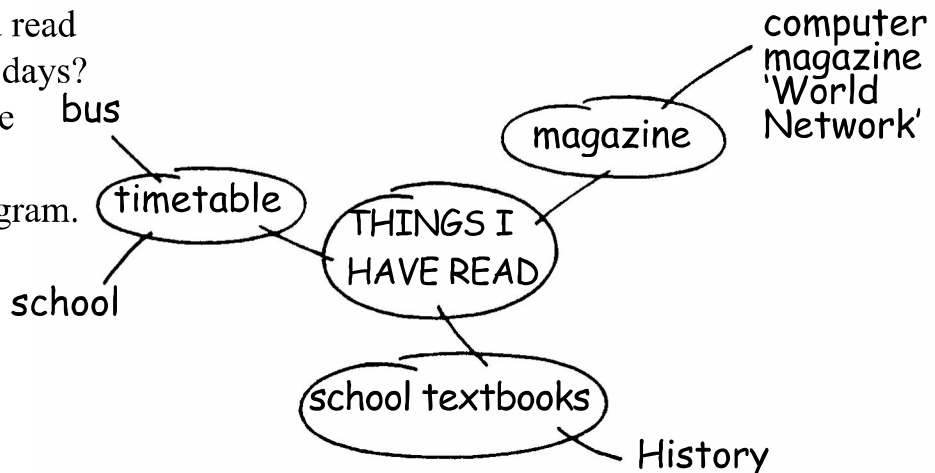 read
days?
e
gram.
bus
timetable
school
THINGS I
HAVE READ
magazine
computer
magazine
'World
Network'
school textbooks
History